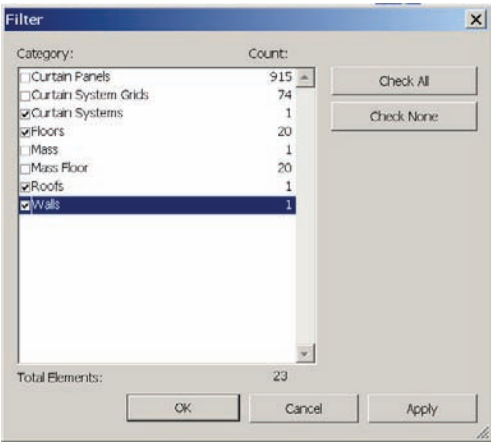 Filter
Category: Count:
Curtain Panels 915
Curtain System Grids 74
Curtain Systems 1
Floors 20
Mass 1
Mass Floor 20
Roofs 1
Walls 1
Check All
Check None
Total Elements: 23
OK Cancel Apply